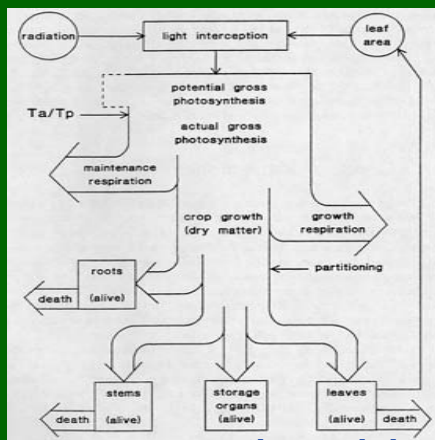 radiation
light interception
leaf
area
potential gross
photosynthesis
Ta/Tp
actual gross
photosynthesis
maintenance
respiration
crop growth
(dry matter)
growth
respiration
partitioning
roots
(alive)
death
stems
(alive)
death
storage
organs
(alive)
leaves
(alive)
death